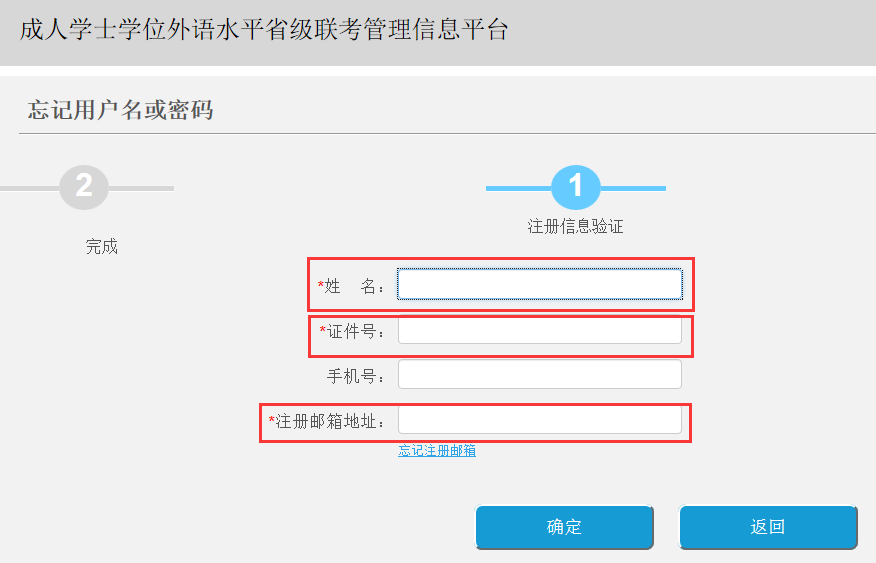 成人学士学位外语水平省级联考管理信息平台
忘记用户名或密码
2
完成
1
注册信息验证
*姓 名：
*证件号：
手机号：
*注册邮箱地址：
忘记注册邮箱
确定
返回